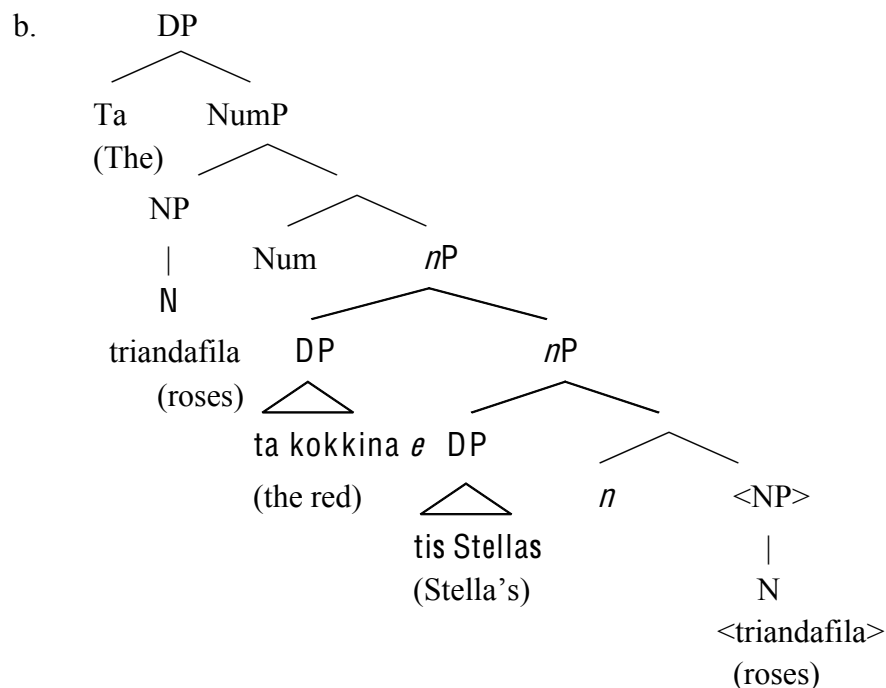 b. DP
Ta NumP
(The)
NP
| Num nP
N
triandafila DP nP
(roses)
ta kokkina e DP
(the red) n <NP>
tis Stellas |
(Stella's) N
<triandafila>
(roses)